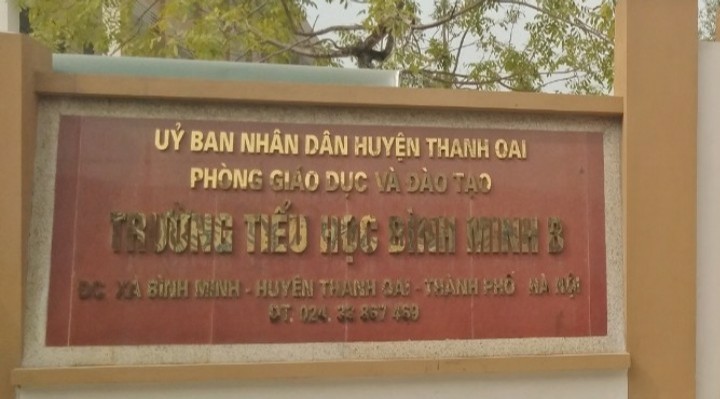 UỶ BAN NHÂN DÂN HUYỆN THANH OAI
PHÒNG GIÁO DỤC VÀ ĐÀO TẠO
TRƯỜNG TIỂU HỌC BÌNH MINH B
ĐC XÃ BÌNH MINH - HUYỆN THANH OAI - THÀNH PHỐ HÀ NỘI
ĐT. 024. 33 867 469